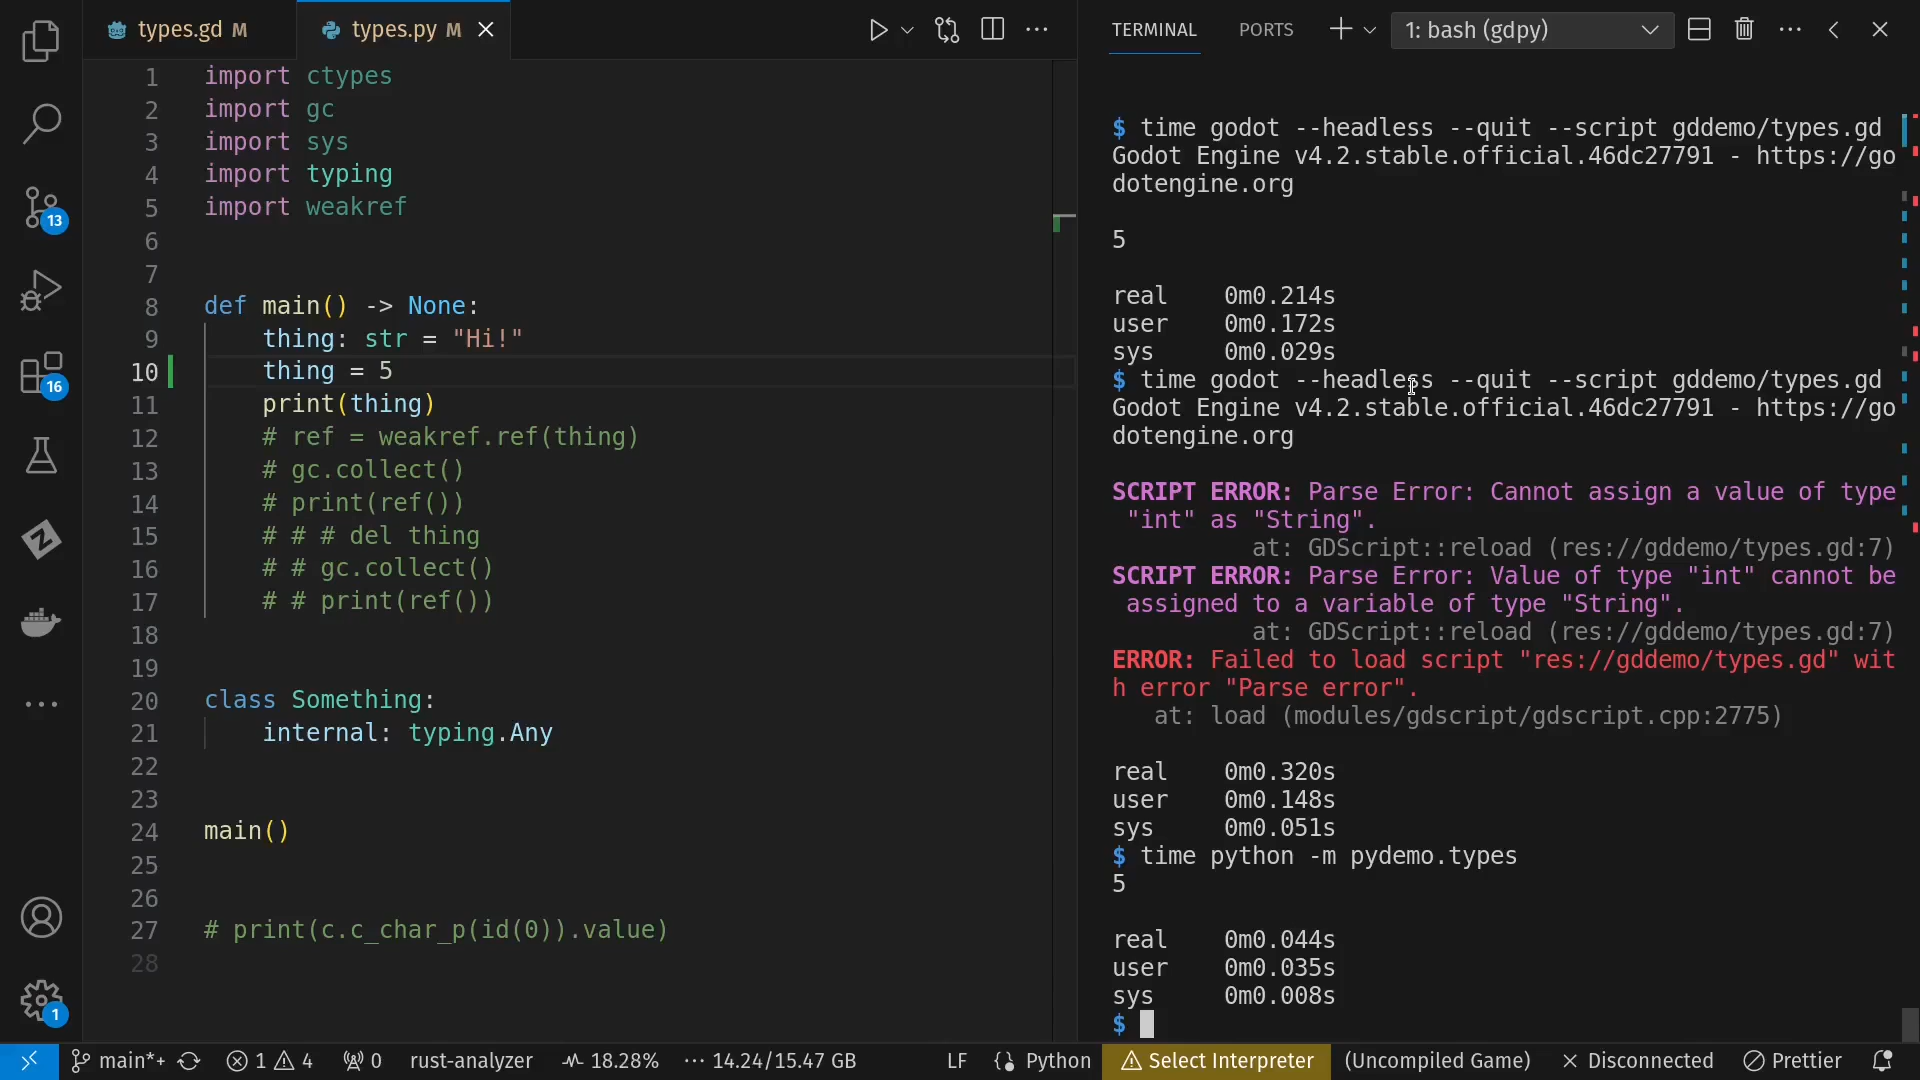 types.gd M
types.py M
TERMINAL PORTS 1: bash (gdpy)
1 import ctypes
2 import gc
3 import sys
4 import typing
5 import weakref
6
7
8 def main() -> None:
9 thing: str = "Hi!"
10 thing = 5
11 print(thing)
12 # ref = weakref.ref(thing)
13 # gc.collect()
14 # print(ref())
15 # # # del thing
16 # # gc.collect()
17 # # print(ref())
18
19
20 class Something:
21 internal: typing.Any
22
23
24 main()
25
26
27 # print(c.c_char_p(id(0)).value)
28
$ time godot --headless --quit --script gddemo/types.gd
Godot Engine v4.2.stable.official.46dc27791 - https://go
dotengine.org
5
real 0m0.214s
user 0m0.172s
sys 0m0.029s
$ time godot --headless --quit --script gddemo/types.gd
Godot Engine v4.2.stable.official.46dc27791 - https://go
dotengine.org
SCRIPT ERROR: Parse Error: Cannot assign a value of type
"int" as "String".
at: GDScript::reload (res://gddemo/types.gd:7)
SCRIPT ERROR: Parse Error: Value of type "int" cannot be
assigned to a variable of type "String".
at: GDScript::reload (res://gddemo/types.gd:7)
ERROR: Failed to load script "res://gddemo/types.gd" wit
h error "Parse error".
at: load (modules/gdscript/gdscript.cpp:2775)
real 0m0.320s
user 0m0.148s
sys 0m0.051s
$ time python -m pydemo.types
5
real 0m0.044s
user 0m0.035s
sys 0m0.008s
$
13
16
1
main*+ 1 4 0 rust-analyzer 18.28% 14.24/15.47 GB LF Python Select Interpreter (Uncompiled Game) Disconnected Prettier